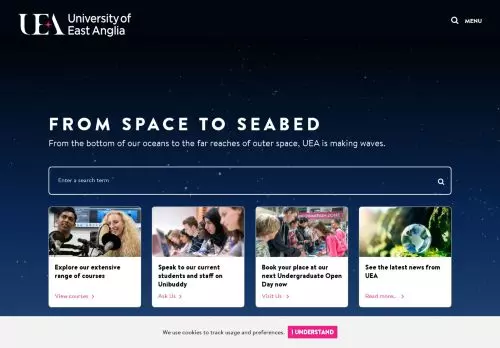 UEA University of
East Anglia
MENU
FROM SPACE TO SEABED
From the bottom of our oceans to the far reaches of outer space, UEA is making waves.
Enter a search term
Explore our extensive
range of courses
View courses >
Speak to our current
students and staff on
Unibuddy
Ask Us >
Book your place at our
next Undergraduate Open
Day now
Visit Us >
See the latest news from
UEA
Read more... >
We use cookies to track usage and preferences.
I UNDERSTAND